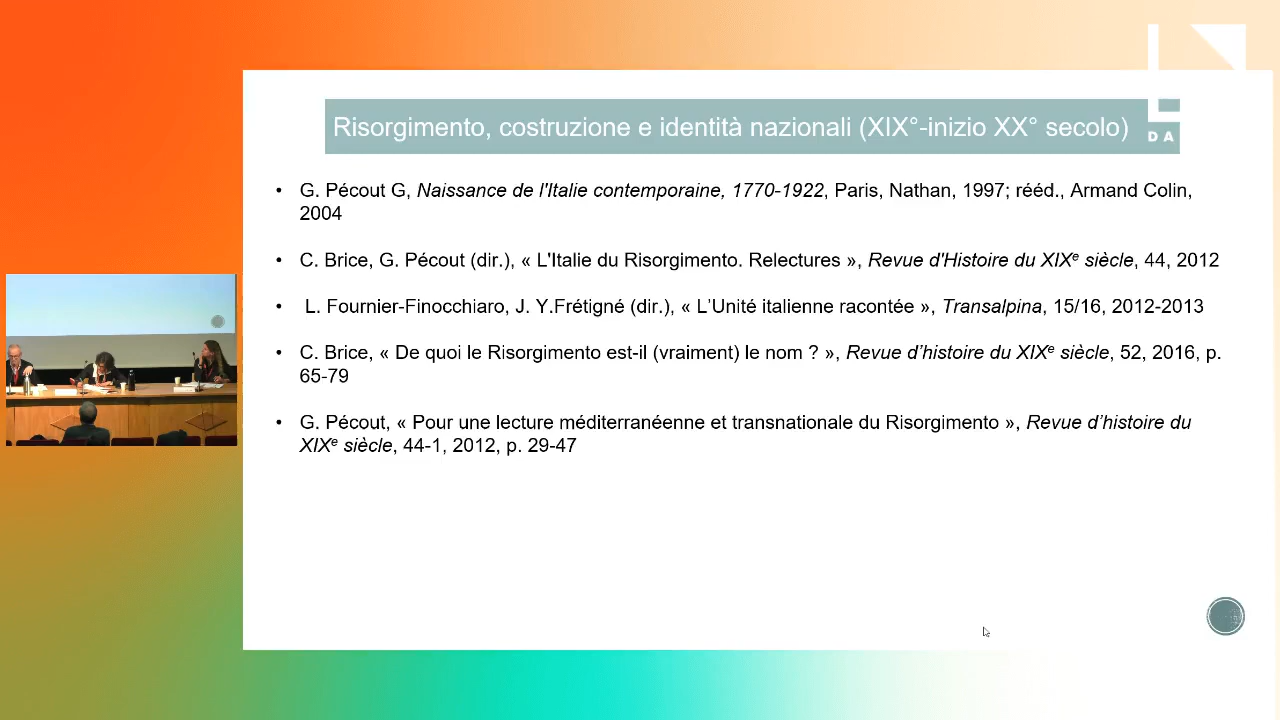 Risorgimento, costruzione e identità nazionali (XIX°-inizio XX° secolo)
DA
• G. Pécout G, Naissance de l'Italie contemporaine, 1770-1922, Paris, Nathan, 1997; rééd., Armand Colin,
2004
• C. Brice, G. Pécout (dir.), « L'Italie du Risorgimento. Relectures », Revue d'Histoire du XIXe siècle, 44, 2012
• L. Fournier-Finocchiaro, J. Y.Frétigné (dir.), « L’Unité italienne racontée », Transalpina, 15/16, 2012-2013
• C. Brice, « De quoi le Risorgimento est-il (vraiment) le nom ? », Revue d’histoire du XIXe siècle, 52, 2016, p.
65-79
• G. Pécout, « Pour une lecture méditerranéenne et transnationale du Risorgimento », Revue d’histoire du
XIXe siècle, 44-1, 2012, p. 29-47